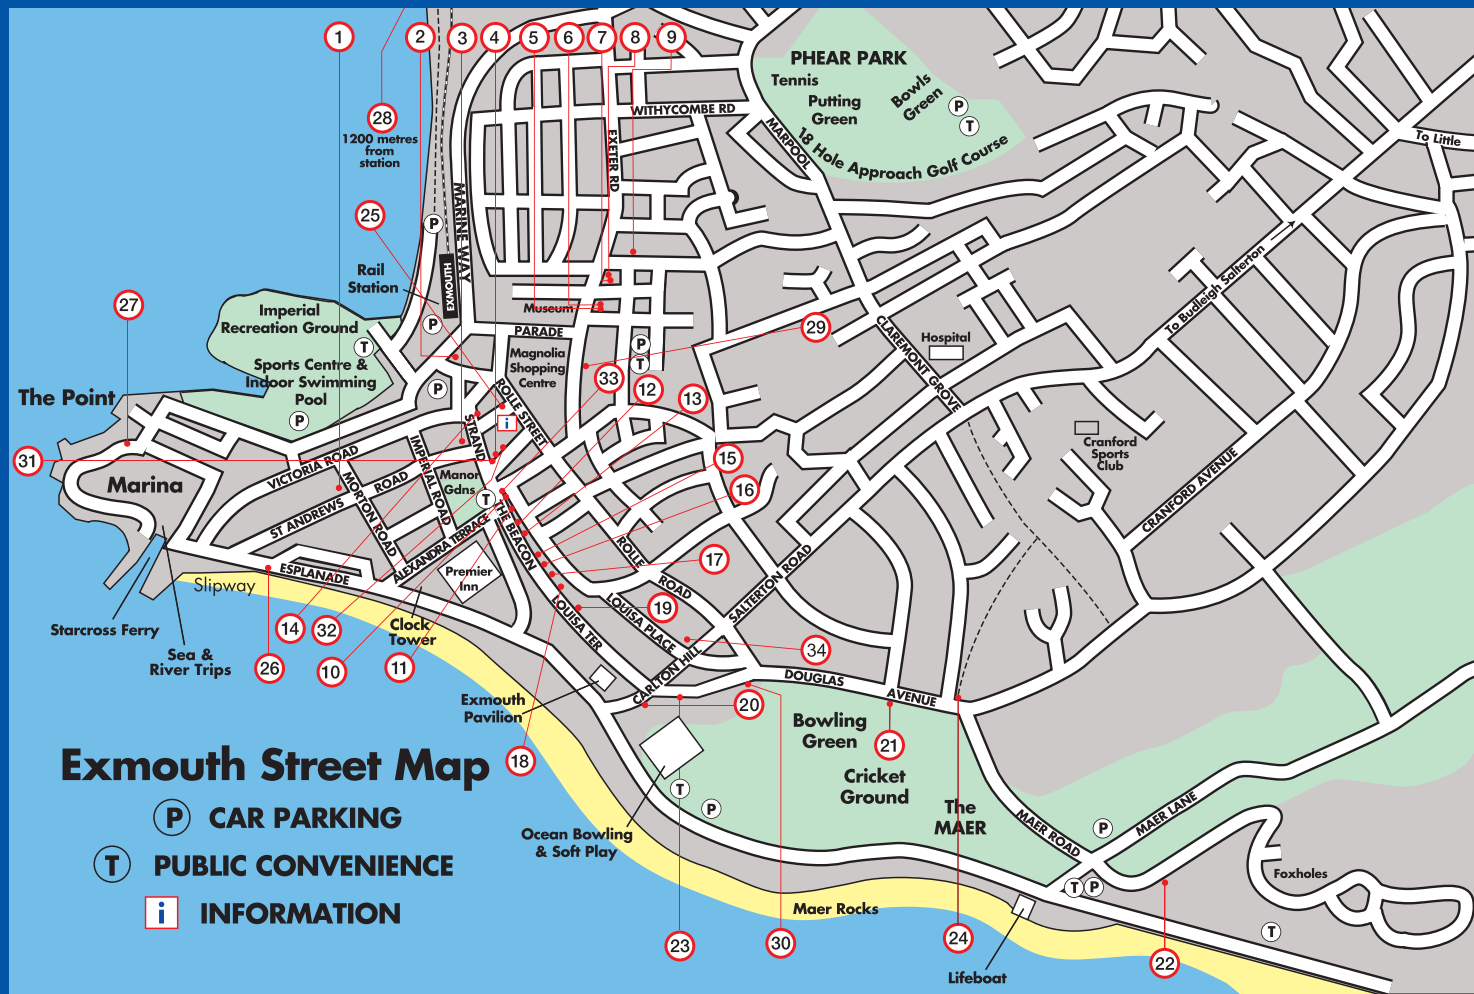 1
2
3
4
5
6
7
8
9
28
1200 metres
from
station
PHEAR PARK
Tennis
Putting
Green
Bowls
Green
P
T
18 Hole Approach Golf Course
WITHYCOMBE RD
EXETER RD
MARPOOL
To Little
MARINE WAY
25
P
Rail
Station
EXMOUTH
P
27
Imperial
Recreation Ground
T
Sports Centre &
Indoor Swimming
Pool
P
P
Museum
PARADE
Magnolia
Shopping
Centre
P
T
29
To Budleigh Salterton
Hospital
CLAREMONT GROVE
33
12
13
The Point
ROLLE STREET
i
STRAND
31
Marina
VICTORIA ROAD
ST ANDREWS
ROAD
MORTON ROAD
IMPERIAL ROAD
Manor
Gdns
T
15
16
Cranford
Sports
Club
CRANFORD AVENUE
ALEXANDRA TERRACE
THE BEACON
Premier
Inn
ESPLANADE
Slipway
ROLLE
ROAD
17
SALTERTON ROAD
Starcross Ferry
Sea &
River Trips
14
32
26
10
11
Clock
Tower
19
LOUISA TER
LOUISA PLACE
34
CARLTON HILL
DOUGLAS
AVENUE
Exmouth
Pavilion
20
21
18
Bowling
Green
Cricket
Ground
The
MAER
Exmouth Street Map
P CAR PARKING
T PUBLIC CONVENIENCE
i INFORMATION
T
P
Ocean Bowling
& Soft Play
MAER ROAD
P
MAER LANE
T
P
Foxholes
T
Maer Rocks
23
30
24
22
Lifeboat